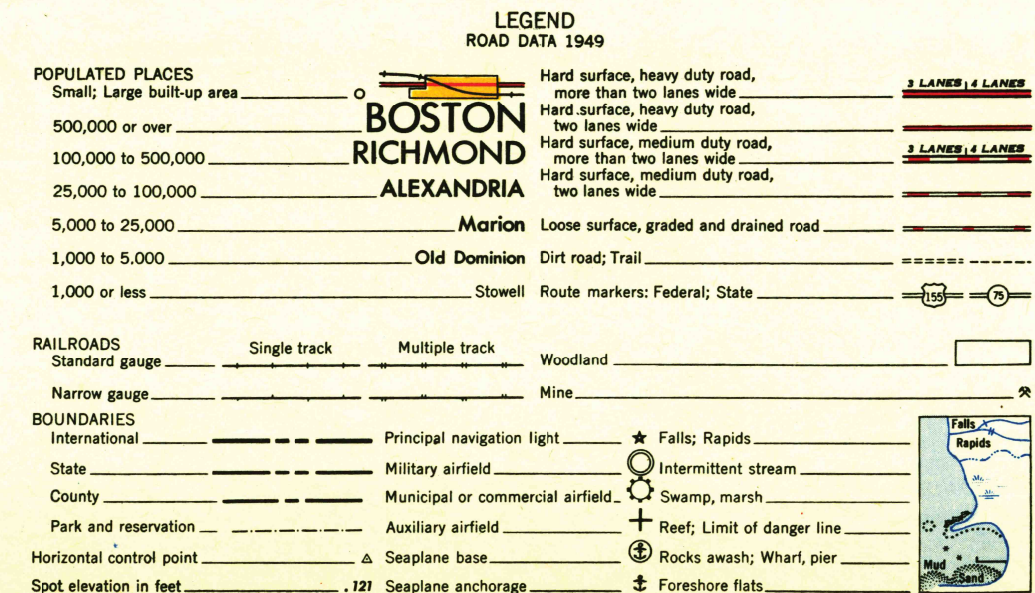 LEGEND
ROAD DATA 1949
POPULATED PLACES
Small; Large built-up area
500,000 or over
BOSTON
100,000 to 500,000
RICHMOND
25,000 to 100,000
ALEXANDRIA
5,000 to 25,000
Marion
1,000 to 5.000
Old Dominion
1,000 or less
Stowell
Hard surface, heavy duty road,
more than two lanes wide
3 LANES 4 LANES
Hard surface, heavy duty road,
two lanes wide
Hard surface, medium duty road,
more than two lanes wide
3 LANES 4 LANES
Hard surface, medium duty road,
two lanes wide
Loose surface, graded and drained road
Dirt road; Trail
Route markers: Federal; State
155
75
RAILROADS
Single track
Multiple track
Standard gauge
Narrow gauge
Woodland
Mine
BOUNDARIES
International
State
County
Park and reservation
Horizontal control point
Spot elevation in feet
.121
Principal navigation light
Military airfield
Municipal or commercial airfield
Auxiliary airfield
Seaplane base
Seaplane anchorage
Falls; Rapids
Intermittent stream
Swamp, marsh
Reef; Limit of danger line
Rocks awash; Wharf, pier
Foreshore flats
Falls
Rapids
Mud
Sand